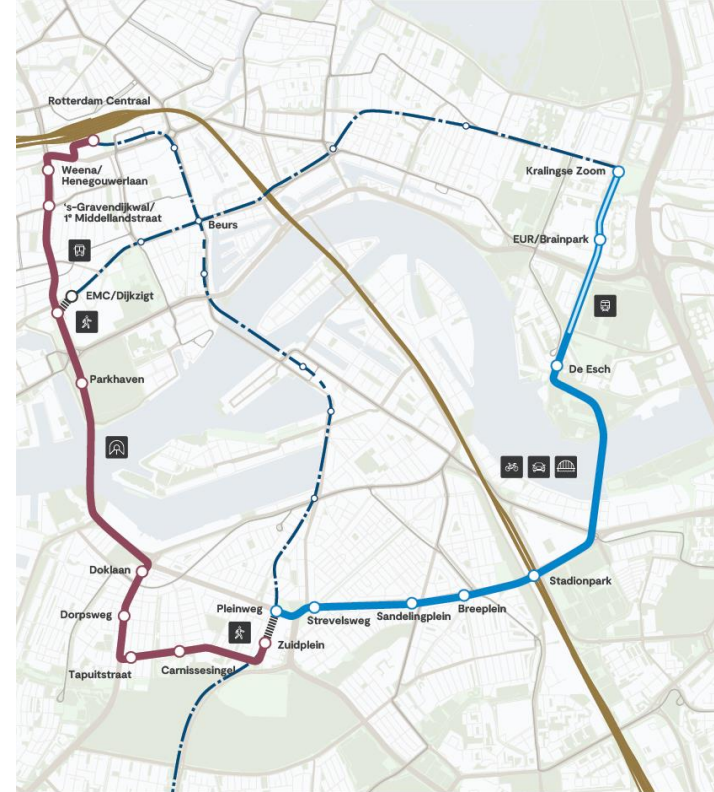 Rotterdam Centraal
Weena/
Henegouwerlaan
's-Gravendijkwal/
1e Middellandstraat
Beurs
Kralingse Zoom
EUR/Brainpark
EMC/Dijkzigt
Parkhaven
De Esch
Doklaan
Stadionpark
Dorpsweg
Pleinweg
Strevelsweg
Sandelingplein
Breeplein
Zuidplein
Tapuitstraat
Carnissesingel